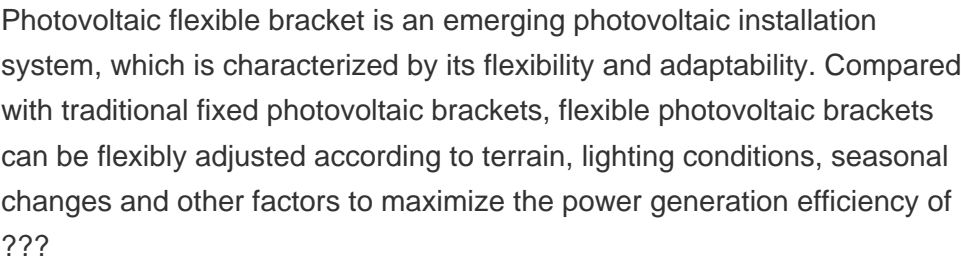 Photovoltaic flexible bracket is an emerging photovoltaic installation
system, which is characterized by its flexibility and adaptability. Compared
with traditional fixed photovoltaic brackets, flexible photovoltaic brackets
can be flexibly adjusted according to terrain, lighting conditions, seasonal
changes and other factors to maximize the power generation efficiency of
???